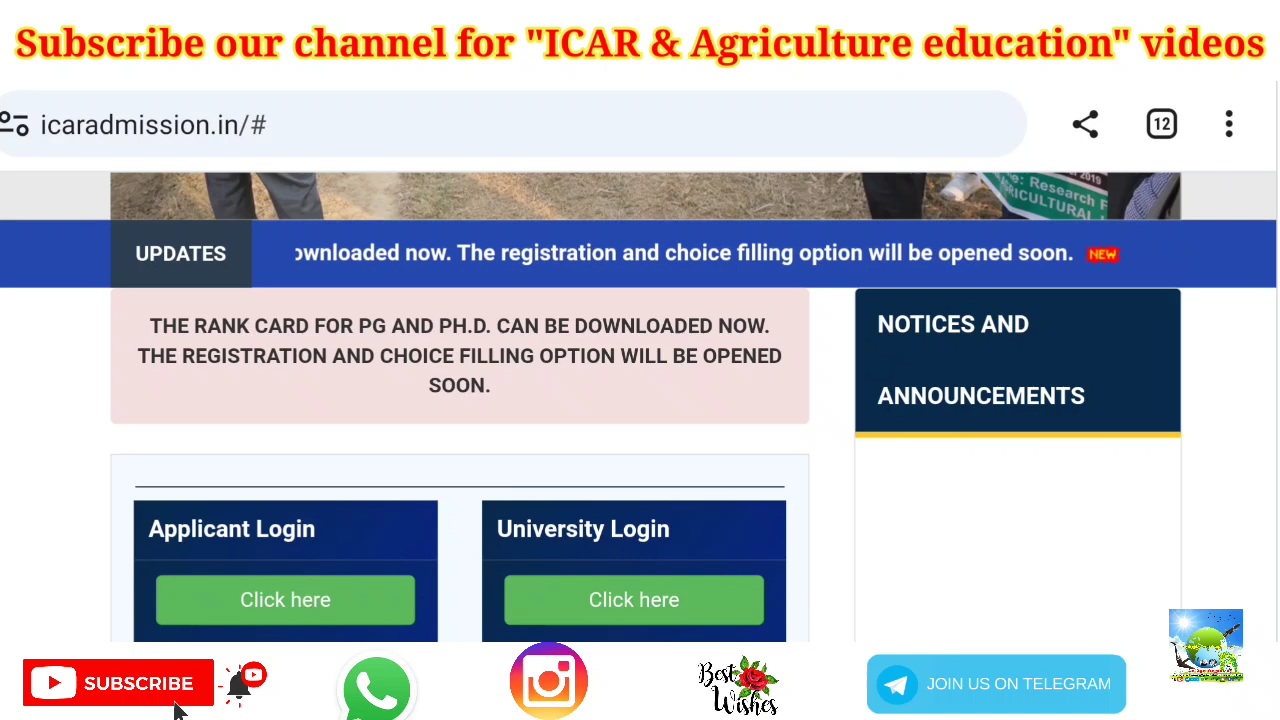 Subscribe our channel for "ICAR & Agriculture education" videos
icaradmission.in/#
12
2019
e: Research F
AGRICULTURAL
UPDATES
ownloaded now. The registration and choice filling option will be opened soon. NEW
THE RANK CARD FOR PG AND PH.D. CAN BE DOWNLOADED NOW.
THE REGISTRATION AND CHOICE FILLING OPTION WILL BE OPENED
SOON.
NOTICES AND
ANNOUNCEMENTS
Applicant Login
University Login
Click here
Click here
SUBSCRIBE
Best
Wishes
JOIN US ON TELEGRAM